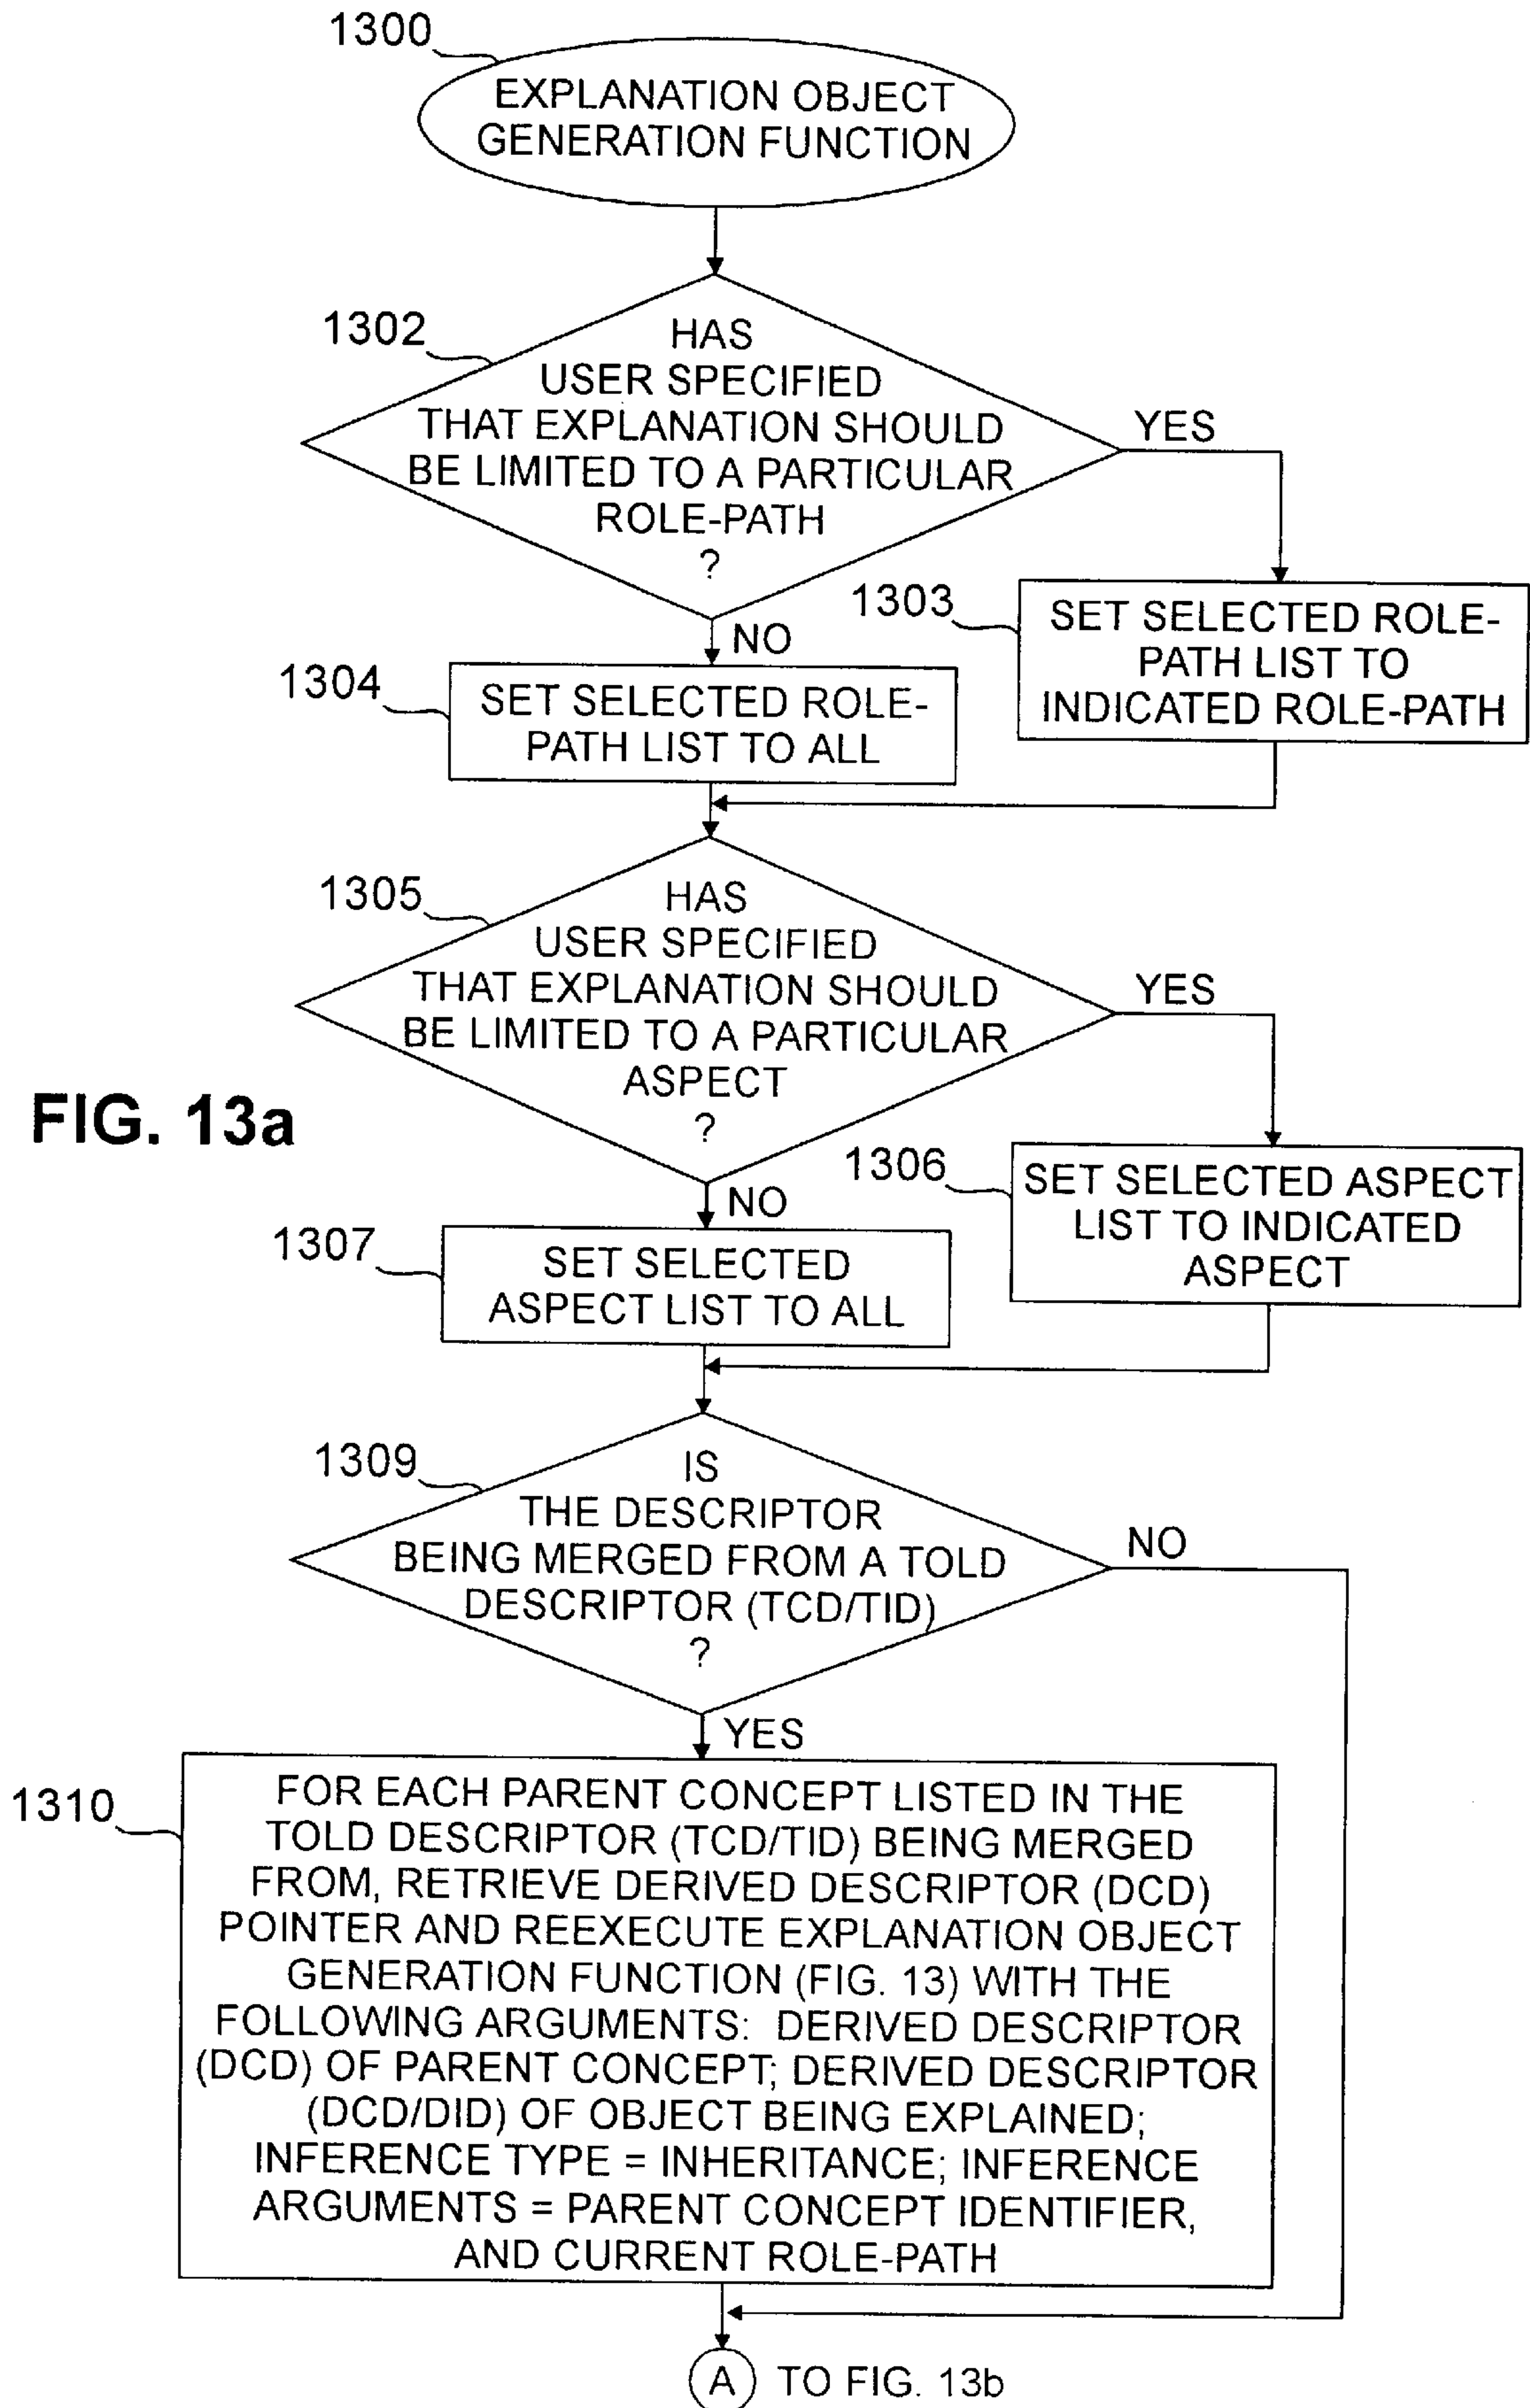 1300
EXPLANATION OBJECT
GENERATION FUNCTION
1302
HAS
USER SPECIFIED
THAT EXPLANATION SHOULD
BE LIMITED TO A PARTICULAR
ROLE-PATH
?
YES
NO
1303
SET SELECTED ROLE-
PATH LIST TO
INDICATED ROLE-PATH
1304
SET SELECTED ROLE-
PATH LIST TO ALL
1305
HAS
USER SPECIFIED
THAT EXPLANATION SHOULD
BE LIMITED TO A PARTICULAR
ASPECT
?
YES
NO
FIG. 13a
1306
SET SELECTED ASPECT
LIST TO INDICATED
ASPECT
1307
SET SELECTED
ASPECT LIST TO ALL
1309
IS
THE DESCRIPTOR
BEING MERGED FROM A TOLD
DESCRIPTOR (TCD/TID)
?
NO
YES
1310
FOR EACH PARENT CONCEPT LISTED IN THE
TOLD DESCRIPTOR (TCD/TID) BEING MERGED
FROM, RETRIEVE DERIVED DESCRIPTOR (DCD)
POINTER AND REEXECUTE EXPLANATION OBJECT
GENERATION FUNCTION (FIG. 13) WITH THE
FOLLOWING ARGUMENTS: DERIVED DESCRIPTOR
(DCD) OF PARENT CONCEPT; DERIVED DESCRIPTOR
(DCD/DID) OF OBJECT BEING EXPLAINED;
INFERENCE TYPE = INHERITANCE; INFERENCE
ARGUMENTS = PARENT CONCEPT IDENTIFIER,
AND CURRENT ROLE-PATH
A TO FIG. 13b